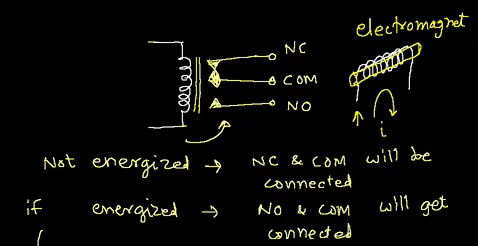 electromagnet
NC
COM
NO
i
Not energized → NC & COM will be
connected
if energized → NO & COM will get
connected